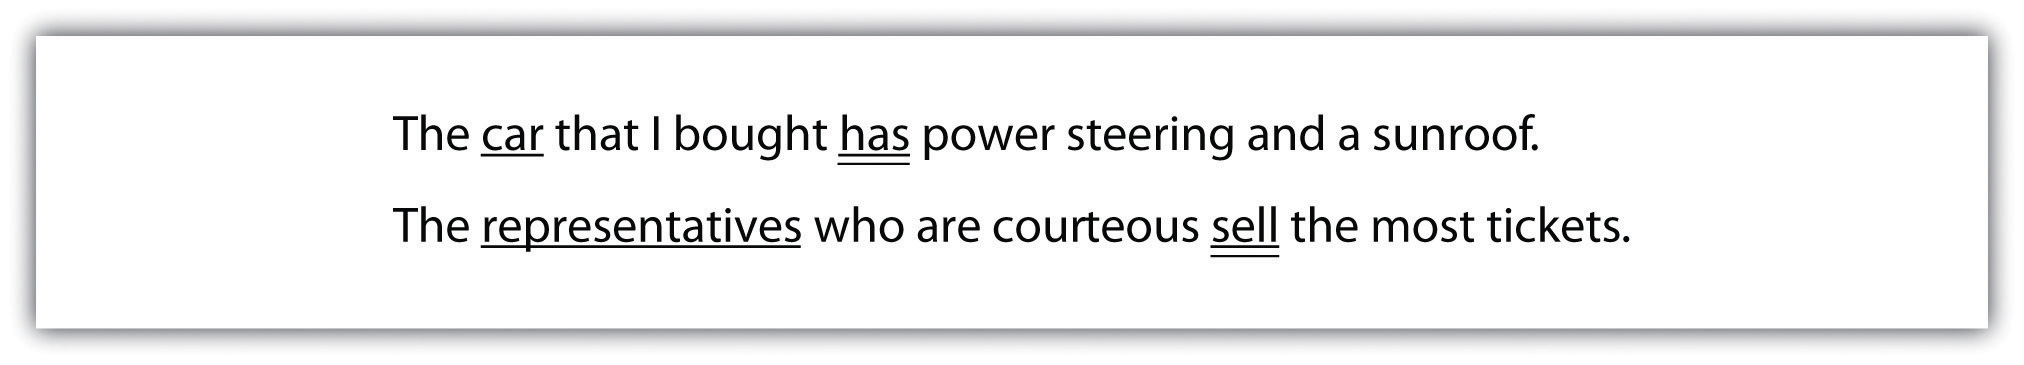 The car that I bought has power steering and a sunroof.
The representatives who are courteous sell the most tickets.